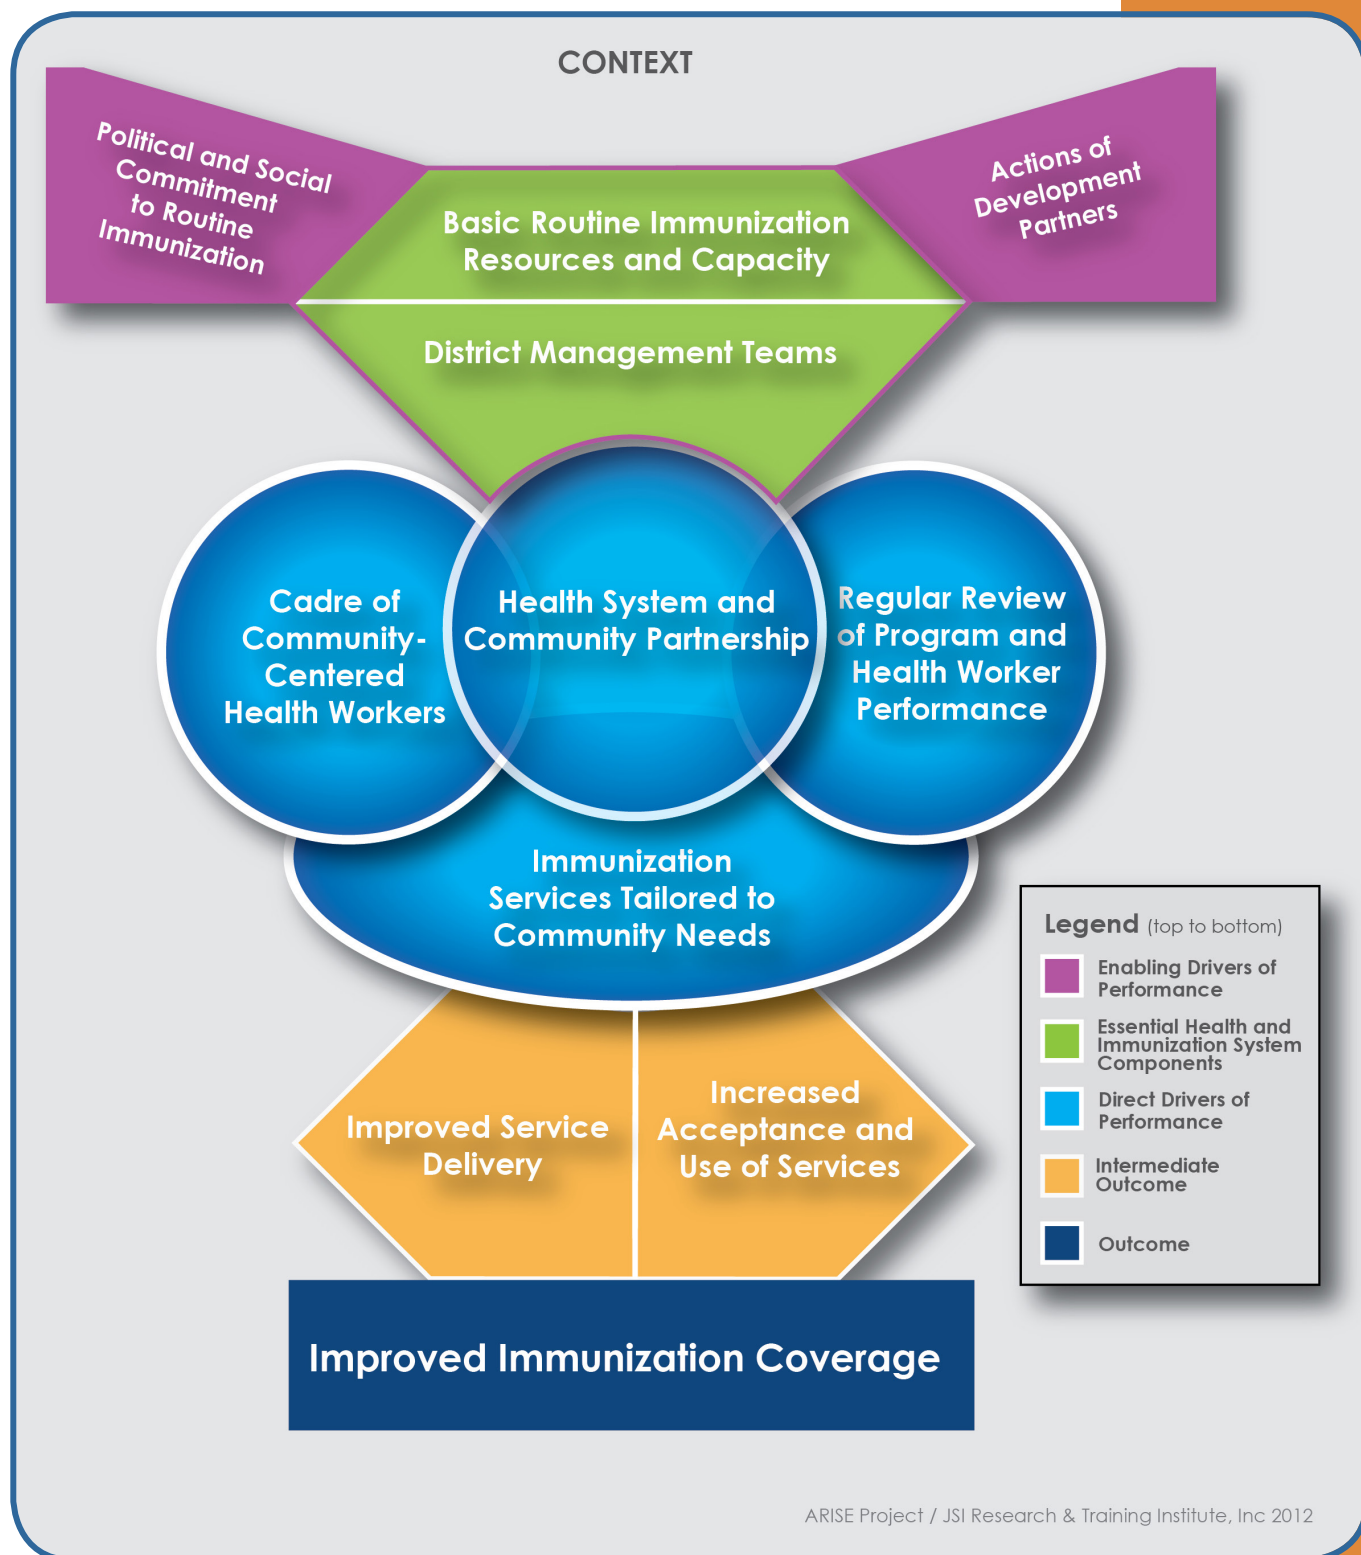 CONTEXT
Political and Social
Commitment
to Routine
Immunization
Actions of
Development
Partners
Basic Routine Immunization
Resources and Capacity
District Management Teams
Cadre of
Community-
Centered
Health Workers
Health System and
Community Partnership
Regular Review
of Program and
Health Worker
Performance
Immunization
Services Tailored to
Community Needs
Improved Service
Delivery
Increased
Acceptance and
Use of Services
Improved Immunization Coverage
Legend (top to bottom)
Enabling Drivers of
Performance
Essential Health and
Immunization System
Components
Direct Drivers of
Performance
Intermediate
Outcome
Outcome
ARISE Project / JSI Research & Training Institute, Inc 2012